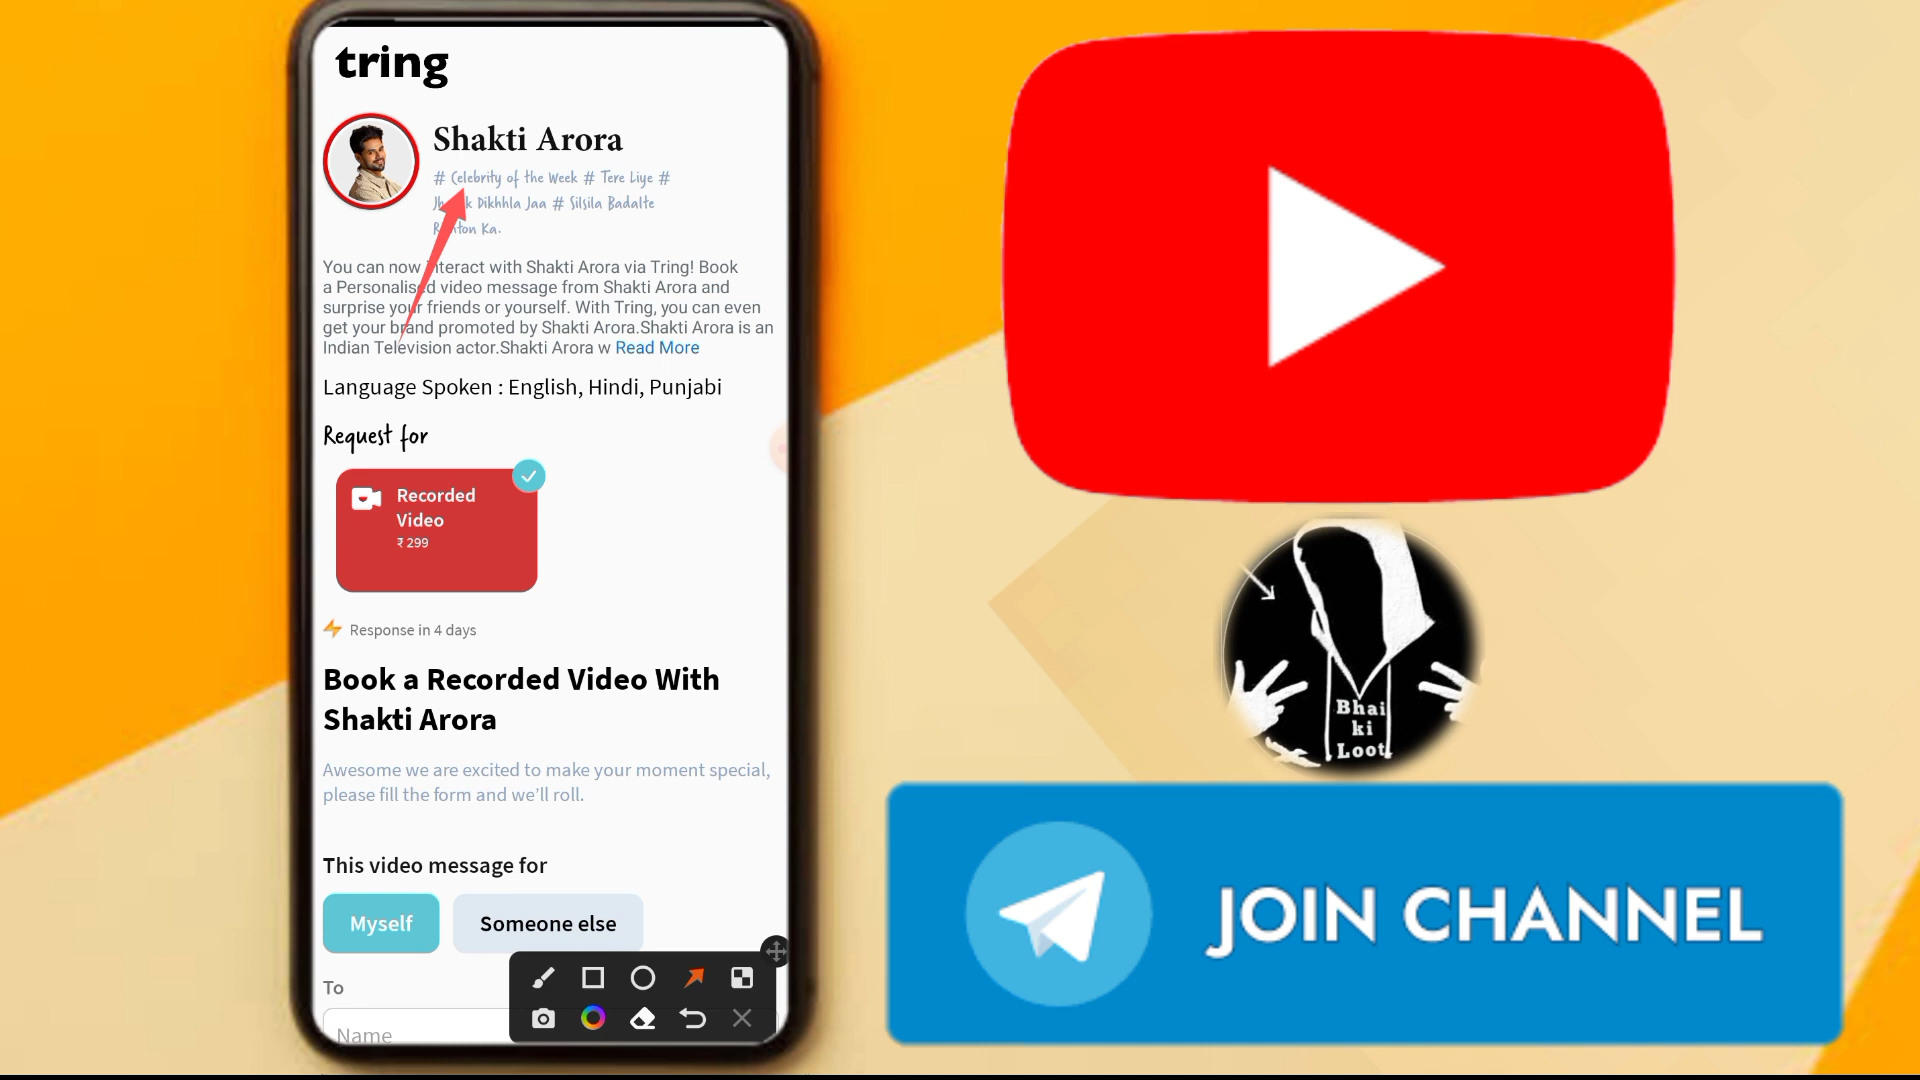 tring
Shakti Arora
# Celebrity of the Week # Tere Liye #
Dikhhla Jaa # Silsila Badalte
Ka.
You can now interact with Shakti Arora via Tring! Book
a Personalised video message from Shakti Arora and
surprise your friends or yourself. With Tring, you can even
get your brand promoted by Shakti Arora.Shakti Arora is an
Indian Television actor.Shakti Arora w Read More
Language Spoken : English, Hindi, Punjabi
Request for
Recorded
Video
₹ 299
Response in 4 days
Book a Recorded Video With
Shakti Arora
Awesome we are excited to make your moment special,
please fill the form and we'll roll.
This video message for
Myself
Someone else
To
Name
Bhai
ki
Loot
JOIN CHANNEL